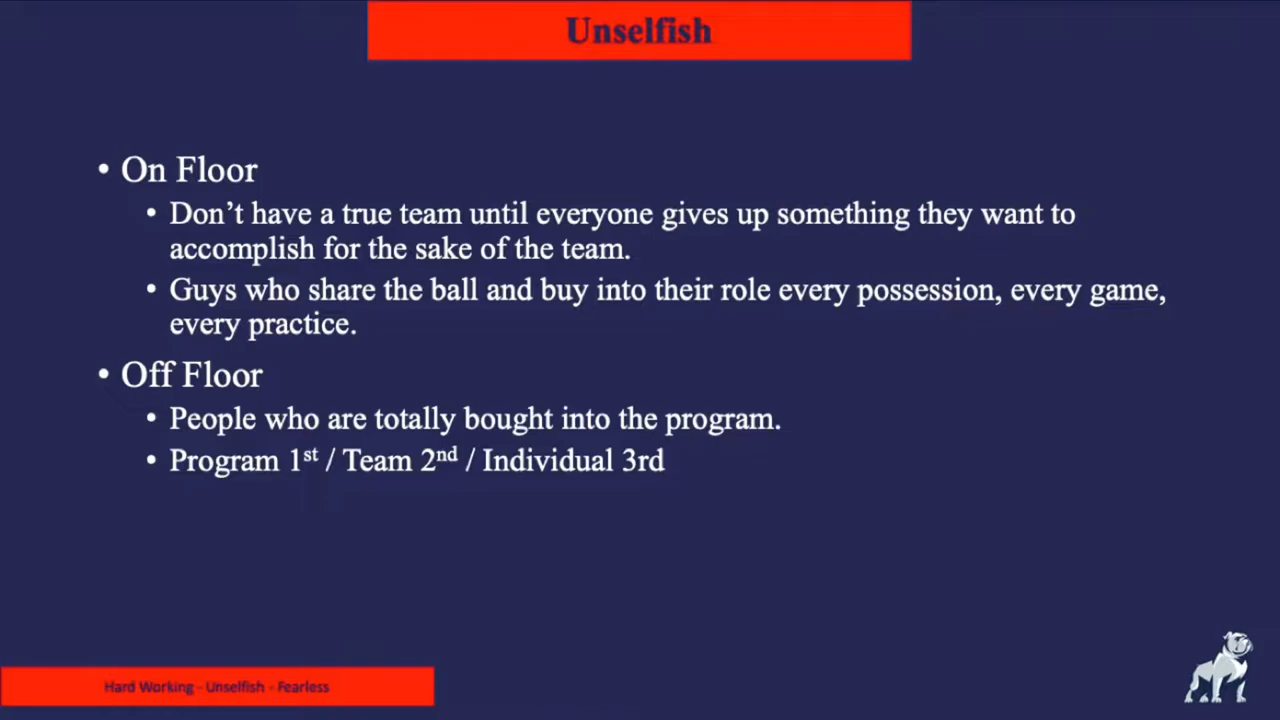 Unselfish
• On Floor
• Don’t have a true team until everyone gives up something they want to
accomplish for the sake of the team.
• Guys who share the ball and buy into their role every possession, every game,
every practice.
• Off Floor
• People who are totally bought into the program.
• Program 1st / Team 2nd / Individual 3rd
Hard Working - Unselfish - Fearless